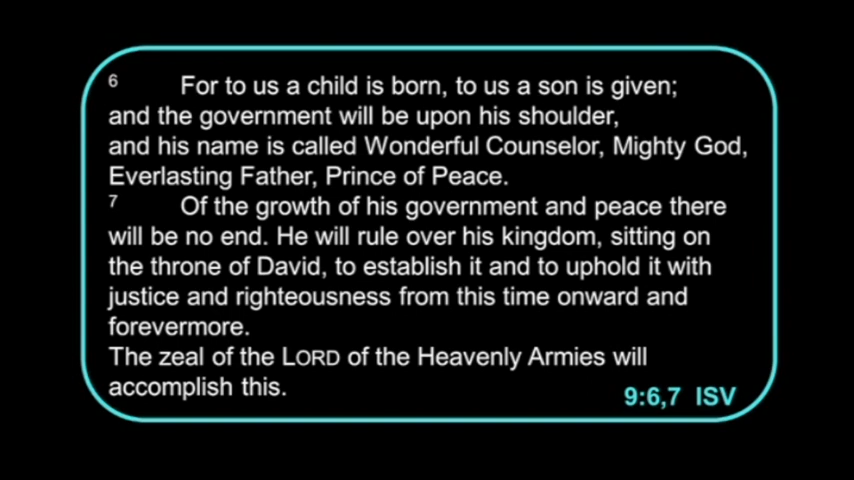 6 For to us a child is born, to us a son is given;
and the government will be upon his shoulder,
and his name is called Wonderful Counselor, Mighty God,
Everlasting Father, Prince of Peace.
7 Of the growth of his government and peace there
will be no end. He will rule over his kingdom, sitting on
the throne of David, to establish it and to uphold it with
justice and righteousness from this time onward and
forevermore.
The zeal of the LORD of the Heavenly Armies will
accomplish this.
9:6,7 ISV